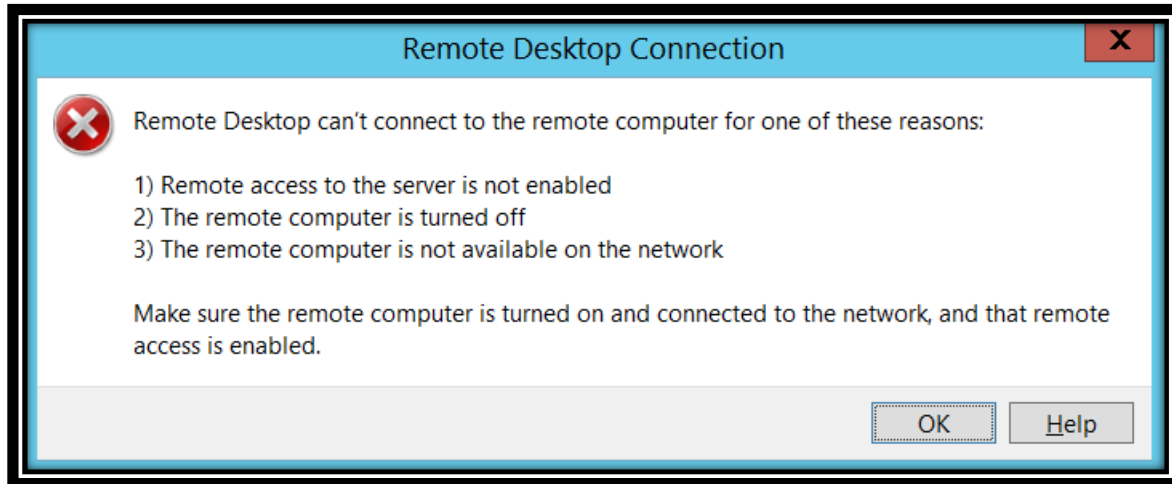 Remote Desktop Connection
X
Remote Desktop can't connect to the remote computer for one of these reasons:
1) Remote access to the server is not enabled
2) The remote computer is turned off
3) The remote computer is not available on the network
Make sure the remote computer is turned on and connected to the network, and that remote
access is enabled.
OK
Help